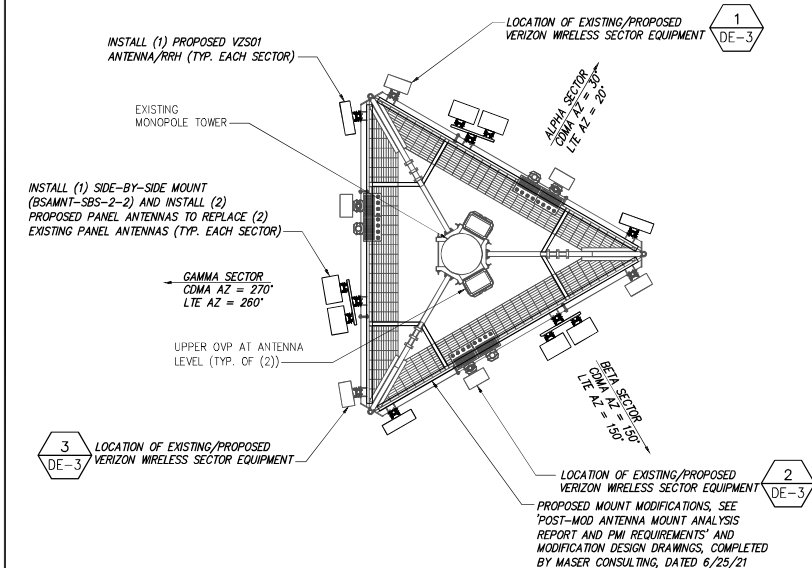 LOCATION OF EXISTING/PROPOSED
VERIZON WIRELESS SECTOR EQUIPMENT
1
DE-3
INSTALL (1) PROPOSED VZS01
ANTENNA/RRH (TYP. EACH SECTOR)
ALPHA SECTOR
CDMA AZ = 30°
LTE AZ = 20°
EXISTING
MONOPOLE TOWER
INSTALL (1) SIDE-BY-SIDE MOUNT
(BSAMNT-SBS-2-2) AND INSTALL (2)
PROPOSED PANEL ANTENNAS TO REPLACE (2)
EXISTING PANEL ANTENNAS (TYP. EACH SECTOR)
GAMMA SECTOR
CDMA AZ = 270°
LTE AZ = 260°
UPPER OVP AT ANTENNA
LEVEL (TYP. OF (2))
BETA SECTOR
CDMA AZ = 150°
LTE AZ = 150°
3
DE-3
LOCATION OF EXISTING/PROPOSED
VERIZON WIRELESS SECTOR EQUIPMENT
LOCATION OF EXISTING/PROPOSED
VERIZON WIRELESS SECTOR EQUIPMENT
2
DE-3
PROPOSED MOUNT MODIFICATIONS, SEE
'POST-MOD ANTENNA MOUNT ANALYSIS
REPORT AND PMI REQUIREMENTS' AND
MODIFICATION DESIGN DRAWINGS, COMPLETED
BY MASER CONSULTING, DATED 6/25/21